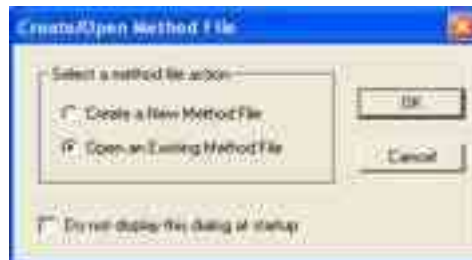 Create/Open Method File
Select a method file action
Create a New Method File
OK
Open an Existing Method File
Cancel
Do not display this dialog at startup